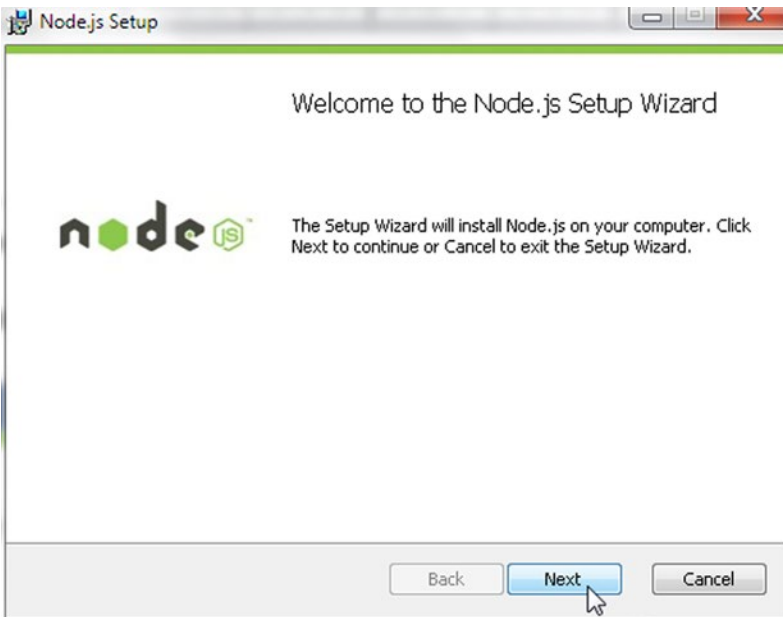 Node.js Setup
Welcome to the Node.js Setup Wizard
node JS™
The Setup Wizard will install Node.js on your computer. Click
Next to continue or Cancel to exit the Setup Wizard.
Back Next Cancel